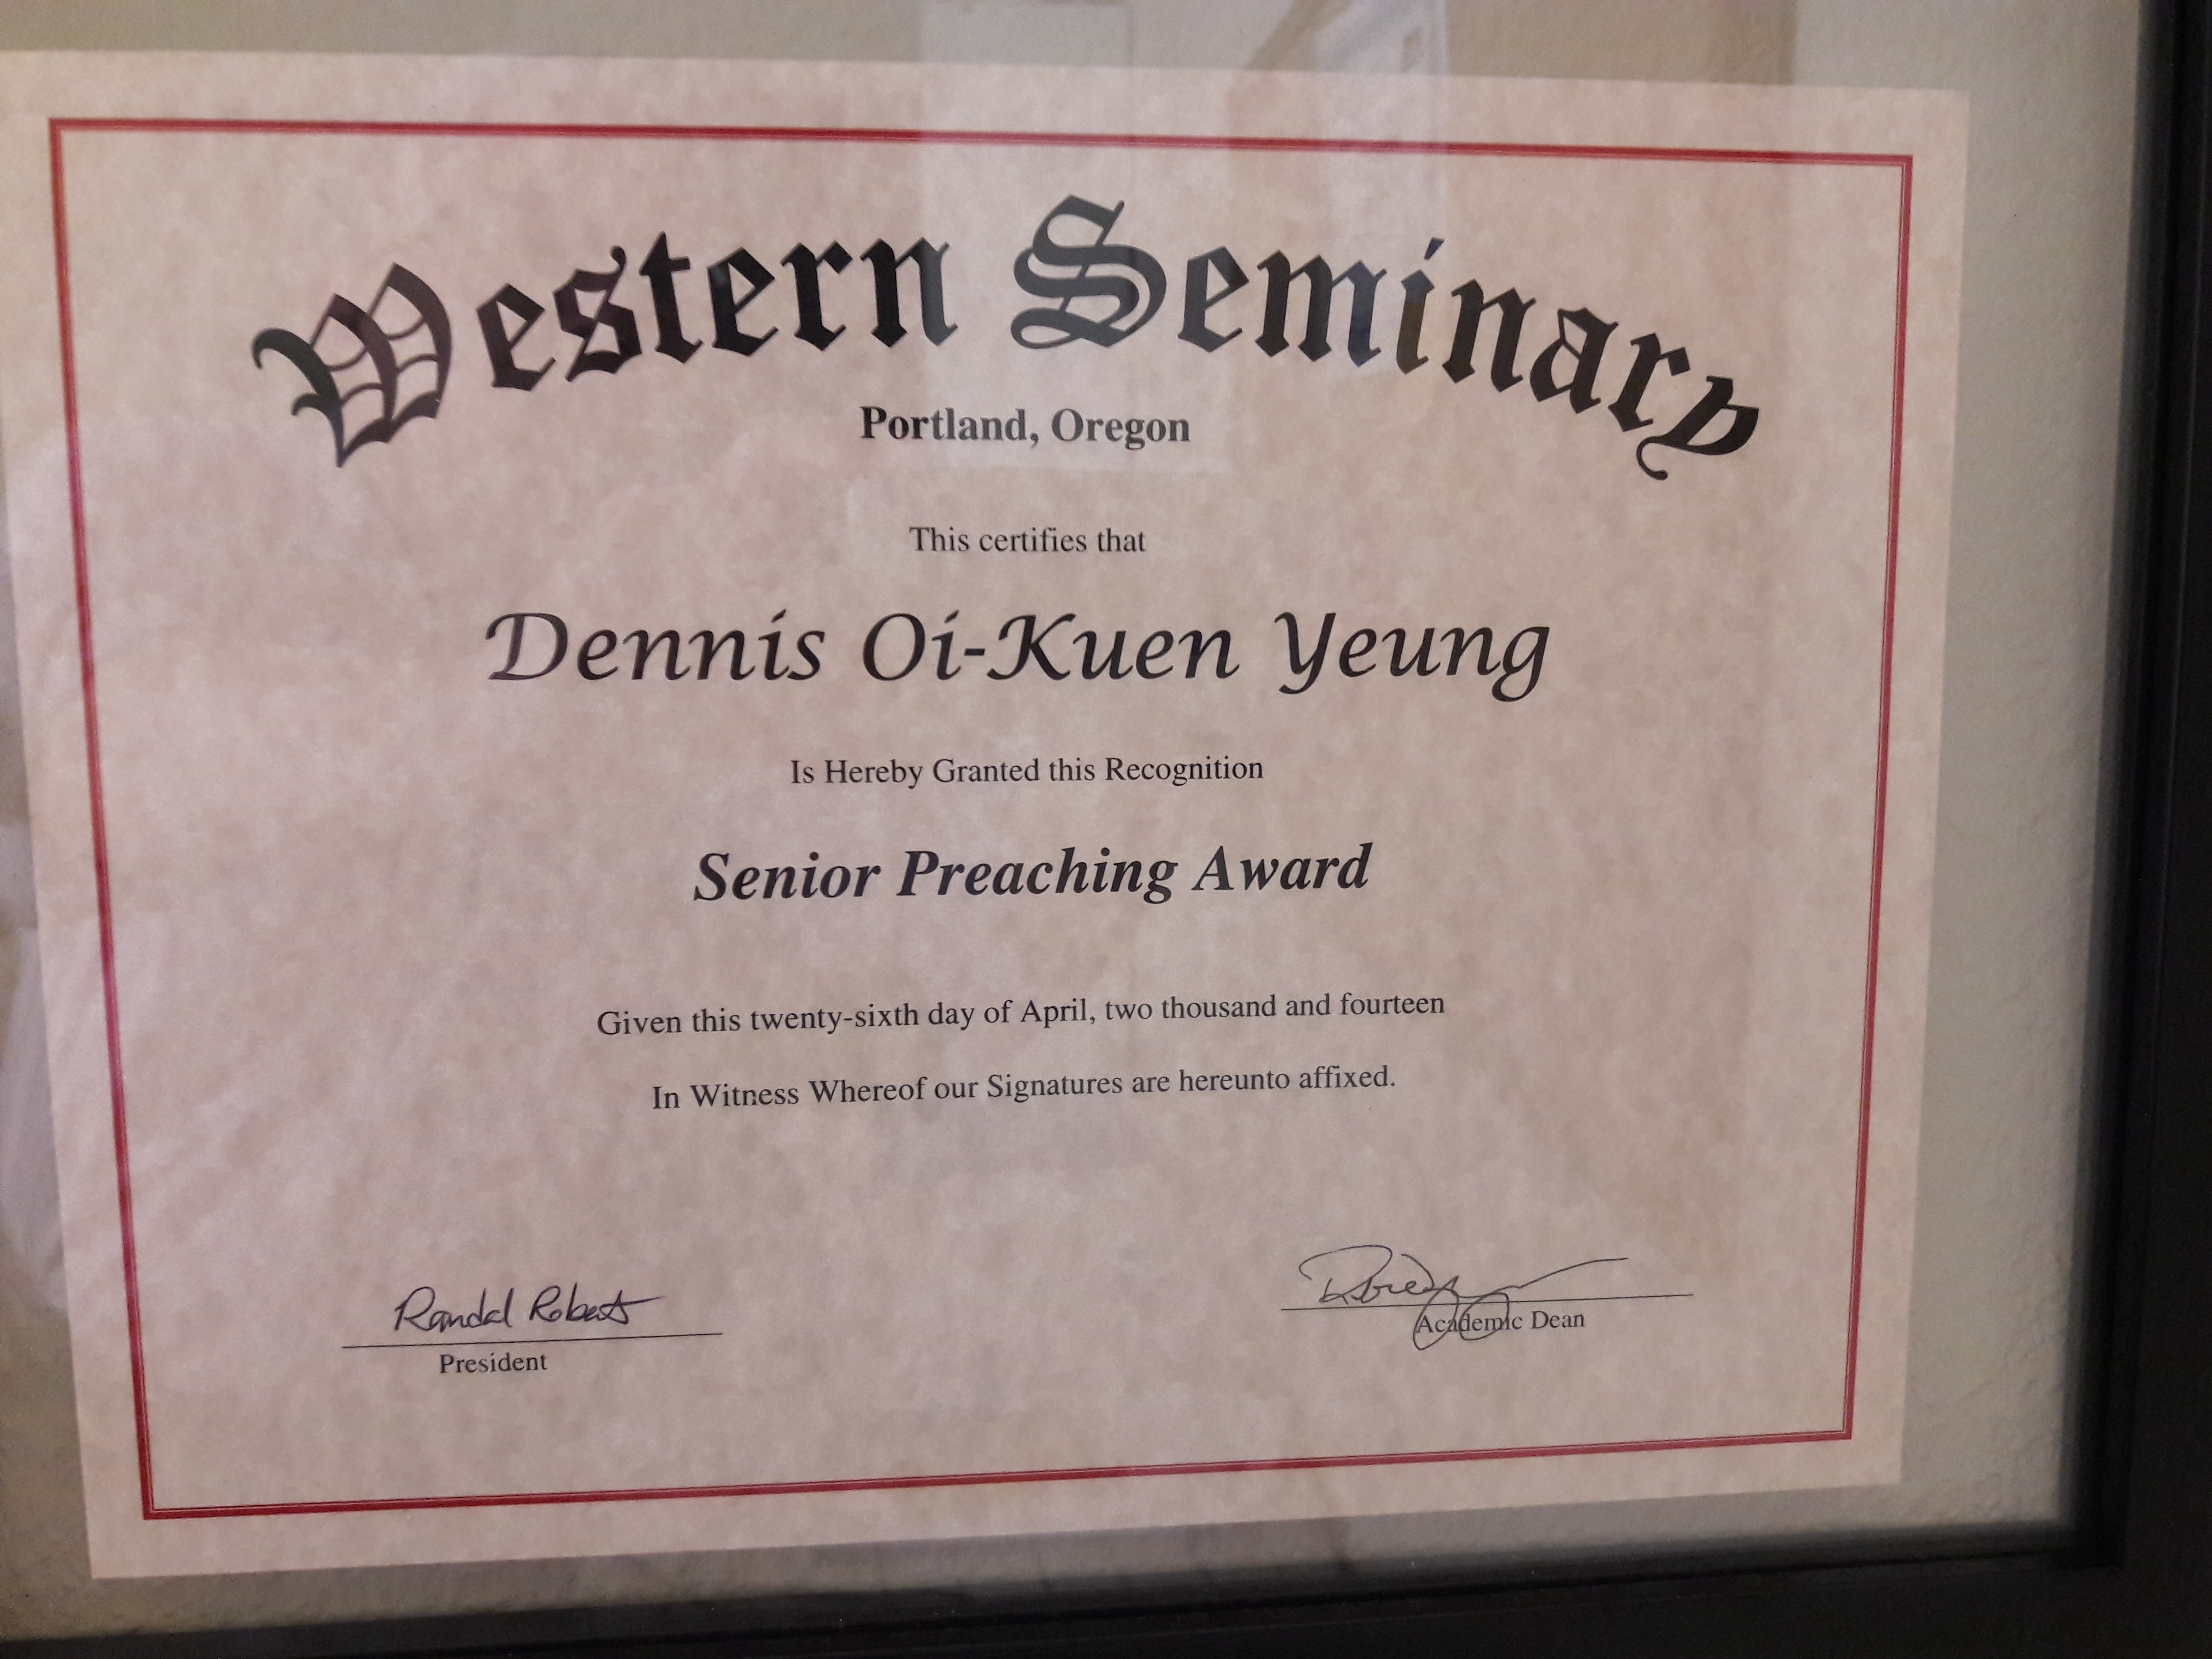 Western Seminary
Portland, Oregon
This certifies that
Dennis Oi-Kuen Yeung
Is Hereby Granted this Recognition
Senior Preaching Award
Given this twenty-sixth day of April, two thousand and fourteen
In Witness Whereof our Signatures are hereunto affixed.
Randal Roberts
President
Academic Dean